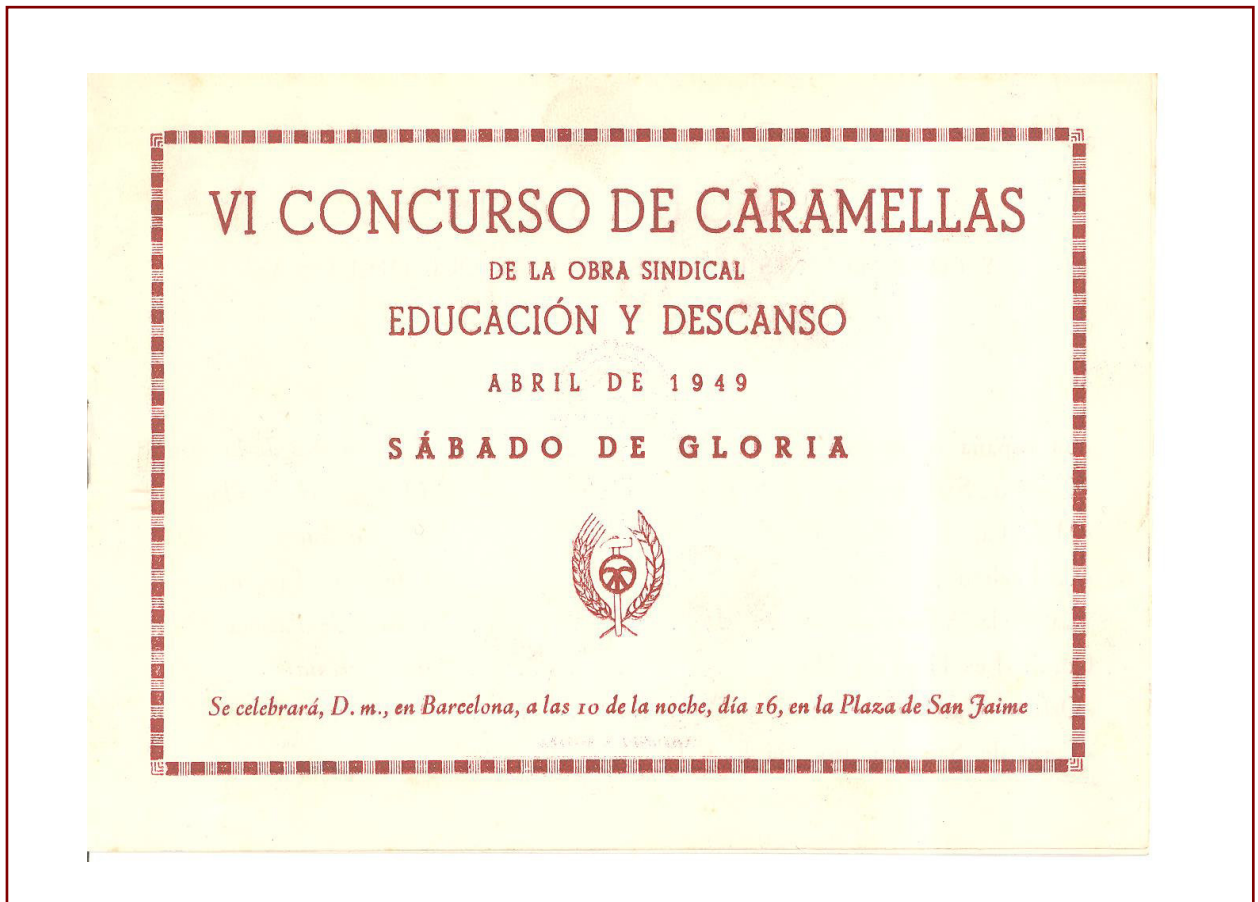 VI CONCURSO DE CARAMELLAS
DE LA OBRA SINDICAL
EDUCACIÓN Y DESCANSO
ABRIL DE 1949
SÁBADO DE GLORIA
Se celebrará, D. m., en Barcelona, a las 10 de la noche, día 16, en la Plaza de San Jaime